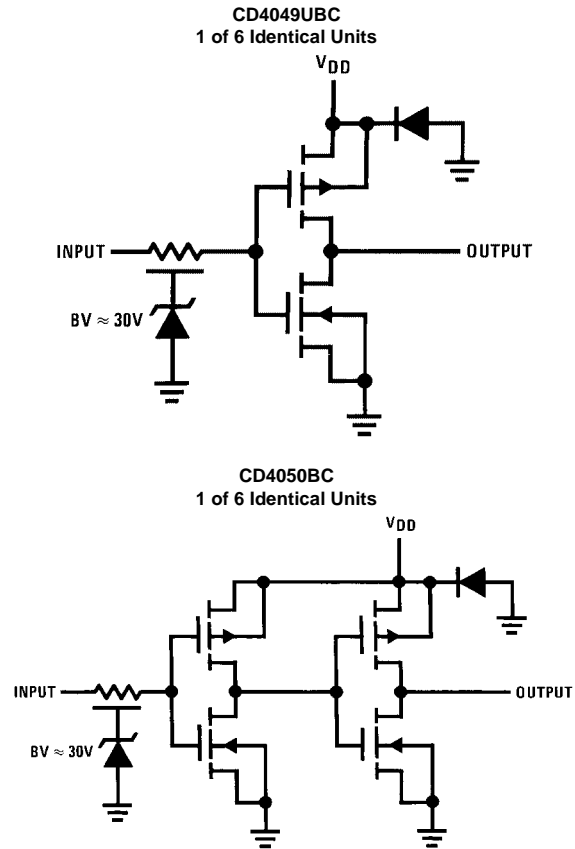 CD4049UBC
1 of 6 Identical Units
VDD
INPUT
OUTPUT
BV ≈ 30V
CD4050BC
1 of 6 Identical Units
VDD
INPUT
OUTPUT
BV ≈ 30V